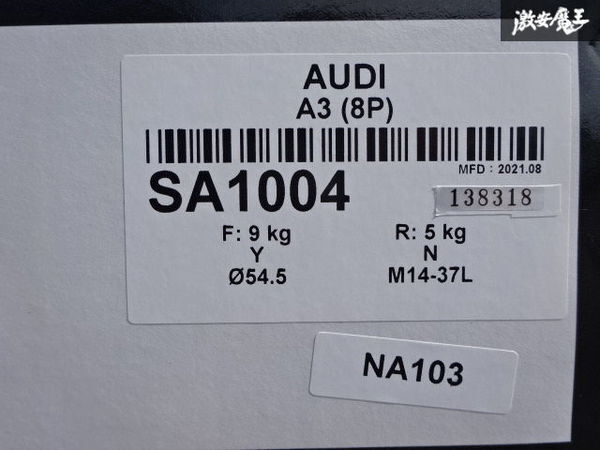 激安魔王
AUDI
A3 (8P)
MFD : 2021.08
SA1004
138318
F: 9 kg
R: 5 kg
Y
N
Ø54.5
M14-37L
NA103